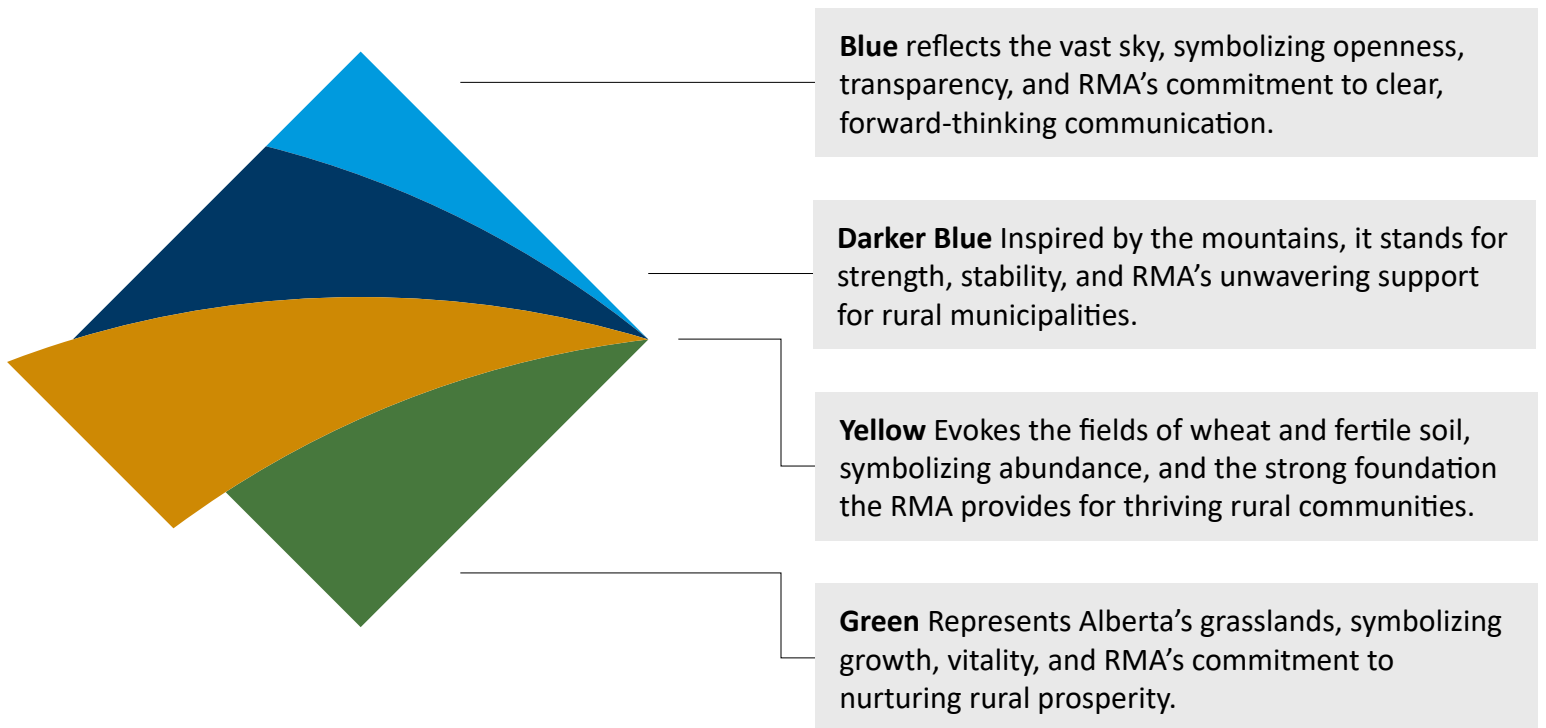 Blue reflects the vast sky, symbolizing openness,
transparency, and RMA’s commitment to clear,
forward-thinking communication.
Darker Blue Inspired by the mountains, it stands for
strength, stability, and RMA’s unwavering support
for rural municipalities.
Yellow Evokes the fields of wheat and fertile soil,
symbolizing abundance, and the strong foundation
the RMA provides for thriving rural communities.
Green Represents Alberta’s grasslands, symbolizing
growth, vitality, and RMA’s commitment to
nurturing rural prosperity.